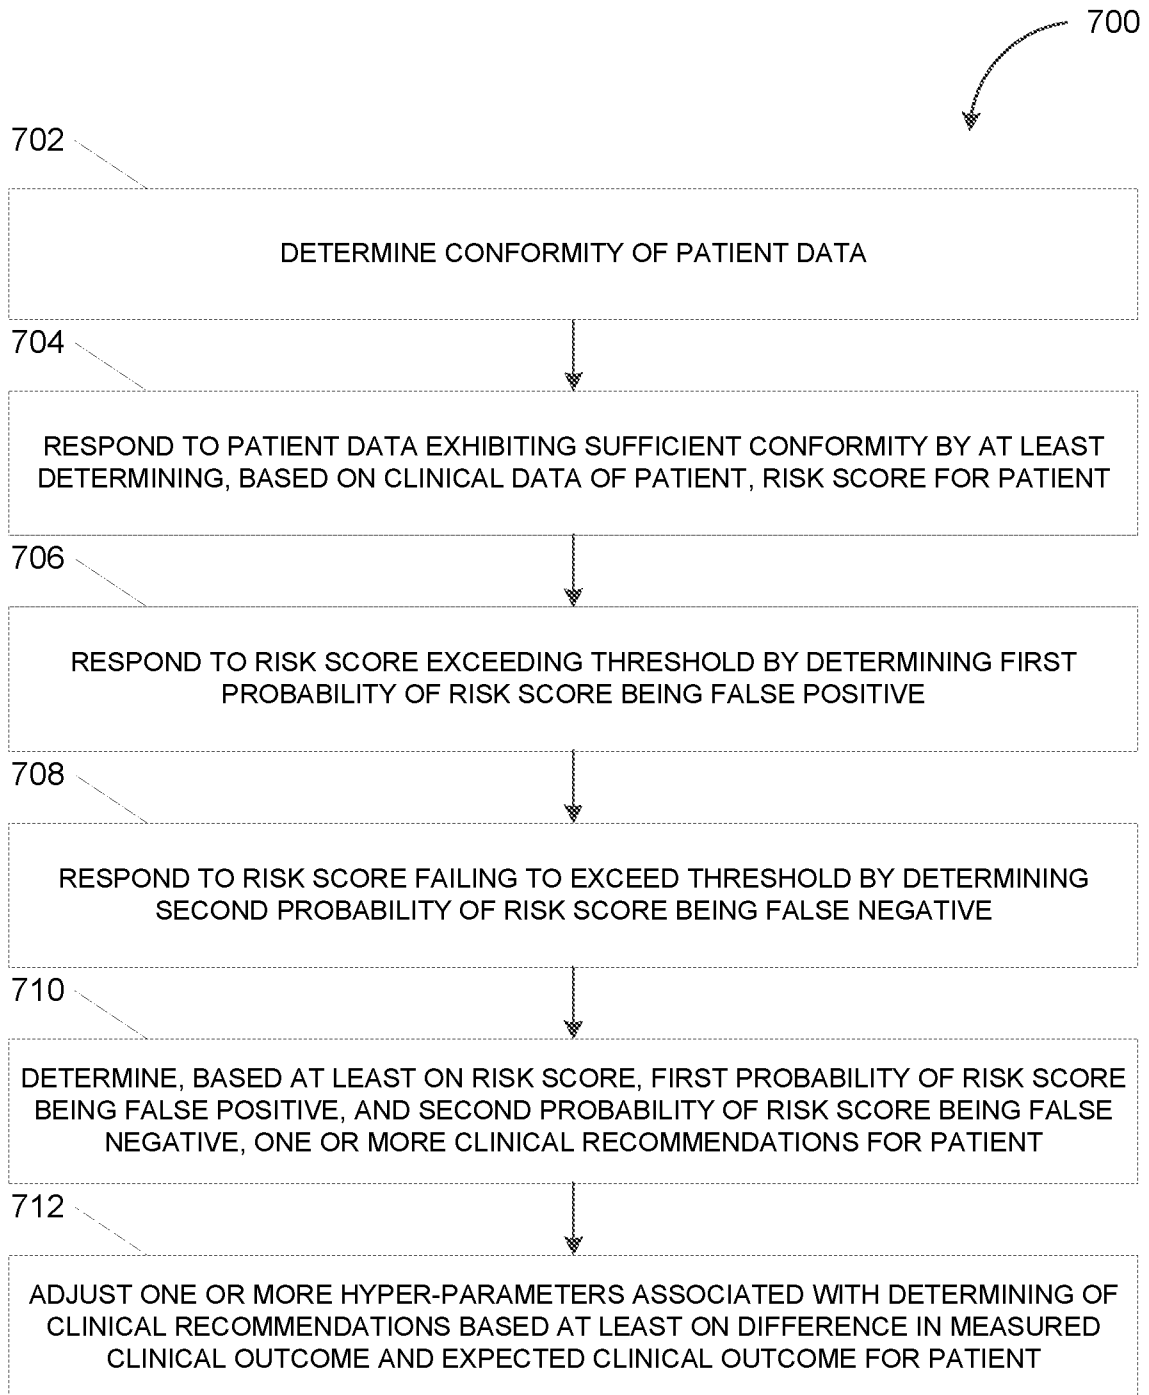 700
702
DETERMINE CONFORMITY OF PATIENT DATA
704
RESPOND TO PATIENT DATA EXHIBITING SUFFICIENT CONFORMITY BY AT LEAST
DETERMINING, BASED ON CLINICAL DATA OF PATIENT, RISK SCORE FOR PATIENT
706
RESPOND TO RISK SCORE EXCEEDING THRESHOLD BY DETERMINING FIRST
PROBABILITY OF RISK SCORE BEING FALSE POSITIVE
708
RESPOND TO RISK SCORE FAILING TO EXCEED THRESHOLD BY DETERMINING
SECOND PROBABILITY OF RISK SCORE BEING FALSE NEGATIVE
710
DETERMINE, BASED AT LEAST ON RISK SCORE, FIRST PROBABILITY OF RISK SCORE
BEING FALSE POSITIVE, AND SECOND PROBABILITY OF RISK SCORE BEING FALSE
NEGATIVE, ONE OR MORE CLINICAL RECOMMENDATIONS FOR PATIENT
712
ADJUST ONE OR MORE HYPER-PARAMETERS ASSOCIATED WITH DETERMINING OF
CLINICAL RECOMMENDATIONS BASED AT LEAST ON DIFFERENCE IN MEASURED
CLINICAL OUTCOME AND EXPECTED CLINICAL OUTCOME FOR PATIENT